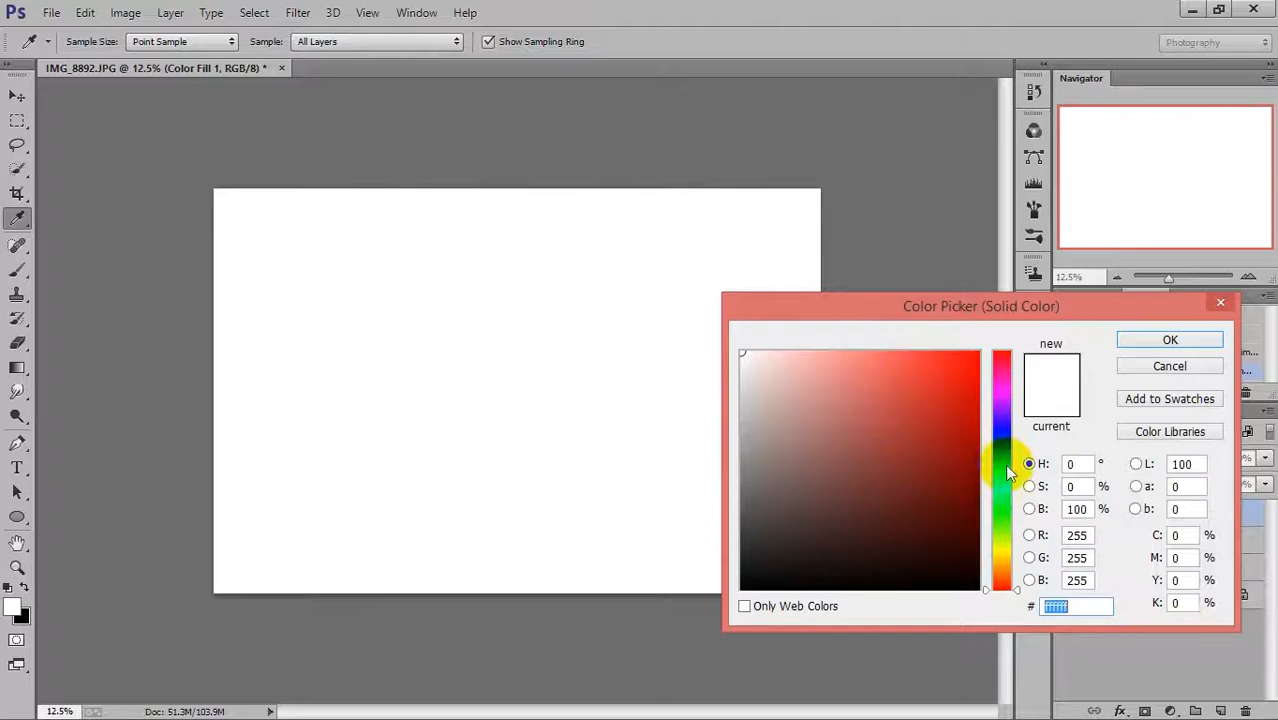 Ps File Edit Image Layer Type Select Filter 3D View Window Help
Sample Size: Point Sample Sample: All Layers Show Sampling Ring Photography
IMG_8892.JPG @ 12.5% (Color Fill 1, RGB/8) *
Navigator
12.5%
Color Picker (Solid Color)
new
OK
Cancel
Add to Swatches
current
Color Libraries
H: 0 ° L: 100
S: 0 % a: 0
B: 100 % b: 0
R: 255 C: 0 %
G: 255 M: 0 %
B: 255 Y: 0 %
Only Web Colors # ffffff K: 0 %
T
12.5% Doc: 51.3M/103.9M
fx